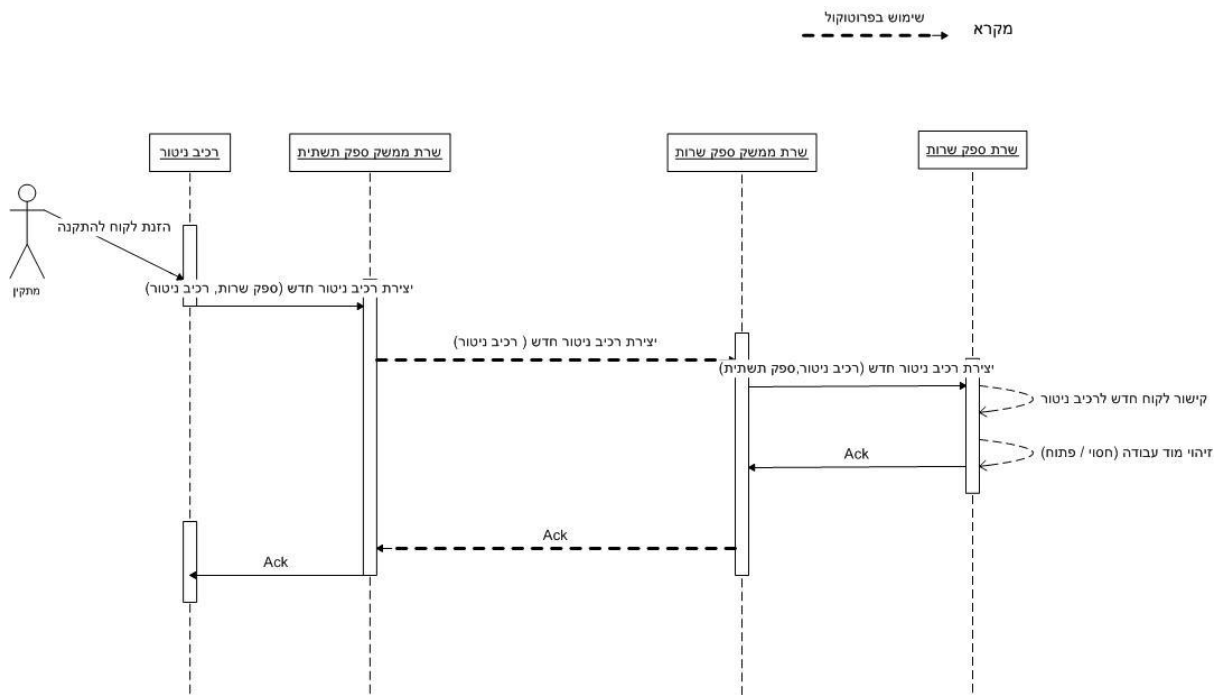 שימוש בפרוטוקול
מקרא
רכיב ניטור
שרת ממשק ספק תשתית
שרת ממשק ספק שרות
שרת ספק שרות
הזנת לקוח להתקנה
מתקין
יצירת רכיב ניטור חדש (ספק שרות, רכיב ניטור)
יצירת רכיב ניטור חדש ( רכיב ניטור)
יצירת רכיב ניטור חדש (רכיב ניטור,ספק תשתית)
קישור לקוח חדש לרכיב ניטור
זיהוי מוד עבודה (חסוי / פתוח)
Ack
Ack
Ack